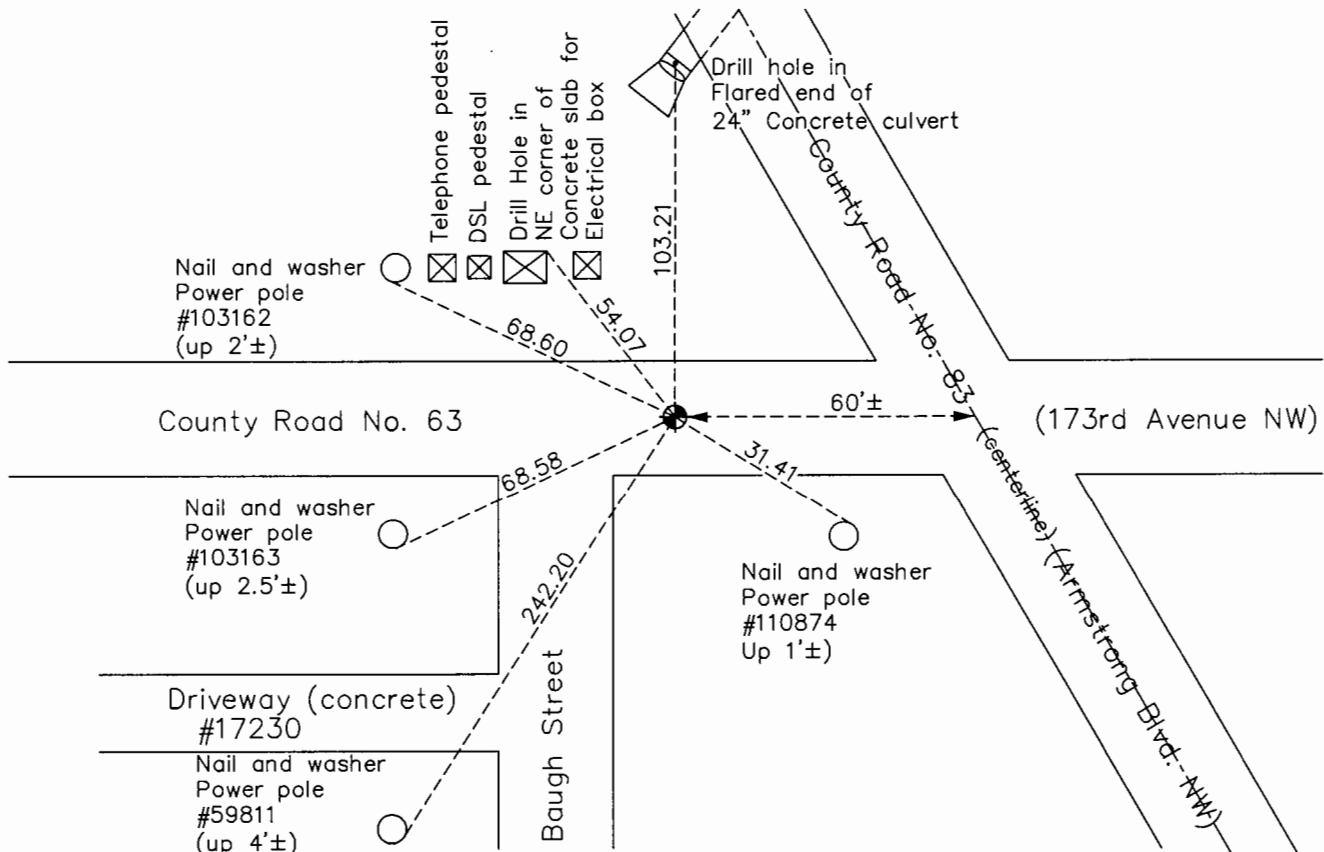 Telephone pedestal
DSL pedestal
Drill Hole in
NE corner of
Concrete slab for
Electrical box
Drill hole in
Flared end of
24" Concrete culvert
103.21
Nail and washer
Power pole
#103162
(up 2'±)
68.60
54.07
County Road No. 83 (centerline) (Armstrong Blvd. NW)
County Road No. 63
60'±
(173rd Avenue NW)
68.58
31.41
Nail and washer
Power pole
#103163
(up 2.5'±)
242.20
Nail and washer
Power pole
#110874
Up 1'±)
Driveway (concrete)
#17230
Baugh Street
Nail and washer
Power pole
#59811
(up 4'±)